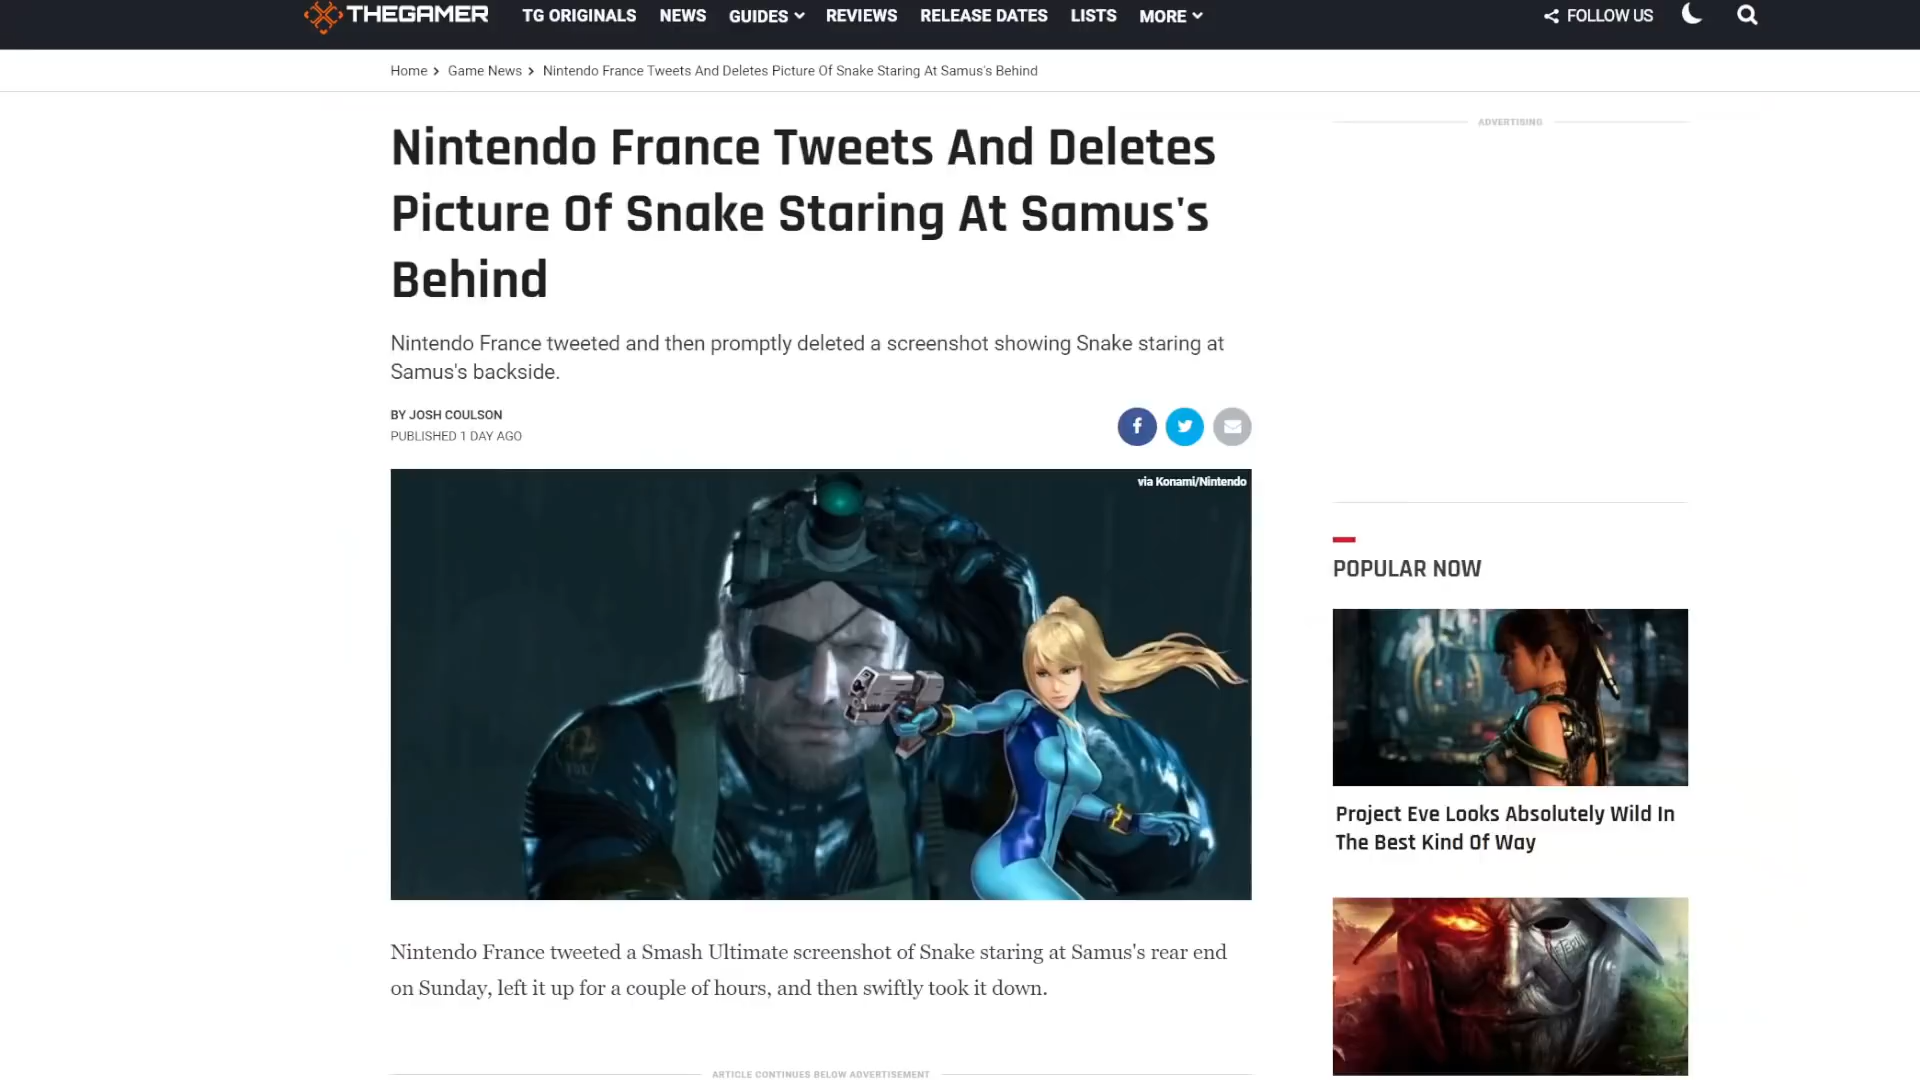 THEGAMER
TG ORIGINALS NEWS GUIDES REVIEWS RELEASE DATES LISTS MORE FOLLOW US
Home Game News Nintendo France Tweets And Deletes Picture Of Snake Staring At Samus's Behind
Nintendo France Tweets And Deletes
Picture Of Snake Staring At Samus's
Behind
Nintendo France tweeted and then promptly deleted a screenshot showing Snake staring at
Samus's backside.
BY JOSH COULSON
PUBLISHED 1 DAY AGO
via Konami/Nintendo
Nintendo France tweeted a Smash Ultimate screenshot of Snake staring at Samus's rear end
on Sunday, left it up for a couple of hours, and then swiftly took it down.
ARTICLE CONTINUES BELOW ADVERTISEMENT
ADVERTISING
POPULAR NOW
Project Eve Looks Absolutely Wild In
The Best Kind Of Way